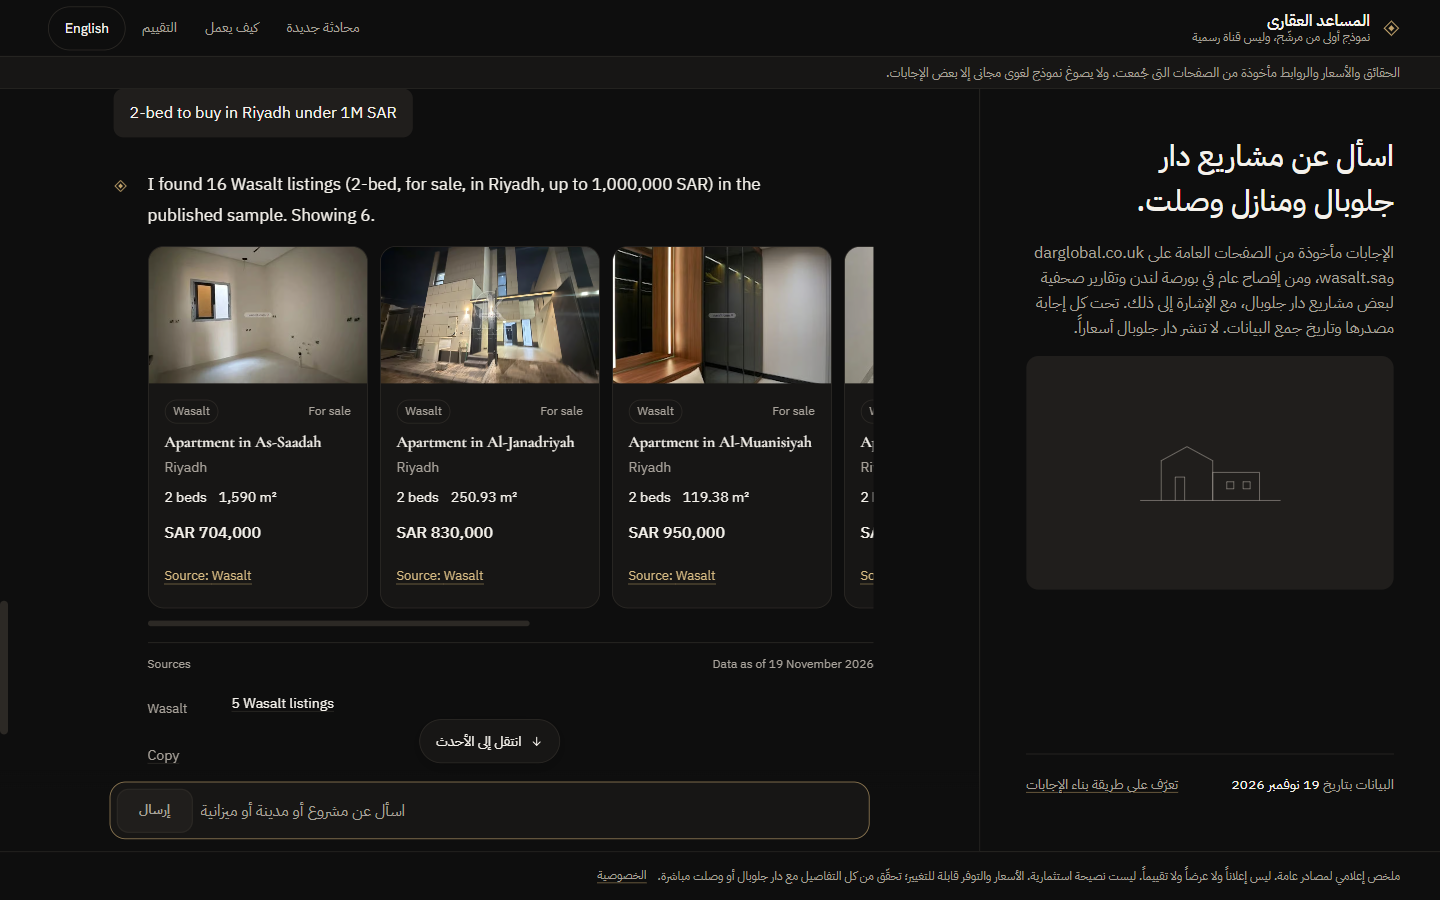 المساعد العقاري
نموذج أولي من مرشّح، وليس قناة رسمية
محادثة جديدة
كيف يعمل
التقييم
English
الحقائق والأسعار والروابط مأخوذة من الصفحات التي جُمعت. ولا يصوغ نموذج لغوي مجاني إلا بعض الإجابات.
اسأل عن مشاريع دار
جلوبال ومنازل وصلت.
الإجابات مأخوذة من الصفحات العامة على darglobal.co.uk
وwasalt.sa، ومن إفصاح عام في بورصة لندن وتقارير صحفية
لبعض مشاريع دار جلوبال، مع الإشارة إلى ذلك. تحت كل إجابة
مصدرها وتاريخ جمع البيانات. لا تنشر دار جلوبال أسعاراً.
البيانات بتاريخ 19 نوفمبر 2026
تعرّف على طريقة بناء الإجابات
2-bed to buy in Riyadh under 1M SAR
I found 16 Wasalt listings (2-bed, for sale, in Riyadh, up to 1,000,000 SAR) in the
published sample. Showing 6.
Wasalt For sale
Apartment in As-Saadah
Riyadh
2 beds 1,590 m²
SAR 704,000
Source: Wasalt
Wasalt For sale
Apartment in Al-Janadriyah
Riyadh
2 beds 250.93 m²
SAR 830,000
Source: Wasalt
Wasalt For sale
Apartment in Al-Muanisiyah
Riyadh
2 beds 119.38 m²
SAR 950,000
Source: Wasalt
Sources
Data as of 19 November 2026
Wasalt
5 Wasalt listings
Copy
انتقل إلى الأحدث
اسأل عن مشروع أو مدينة أو ميزانية
إرسال
ملخص إعلامي لمصادر عامة. ليس إعلاناً ولا عرضاً ولا تقييماً. ليست نصيحة استثمارية. الأسعار والتوفر قابلة للتغيير؛ تحقّق من كل التفاصيل مع دار جلوبال أو وصلت مباشرة.
الخصوصية